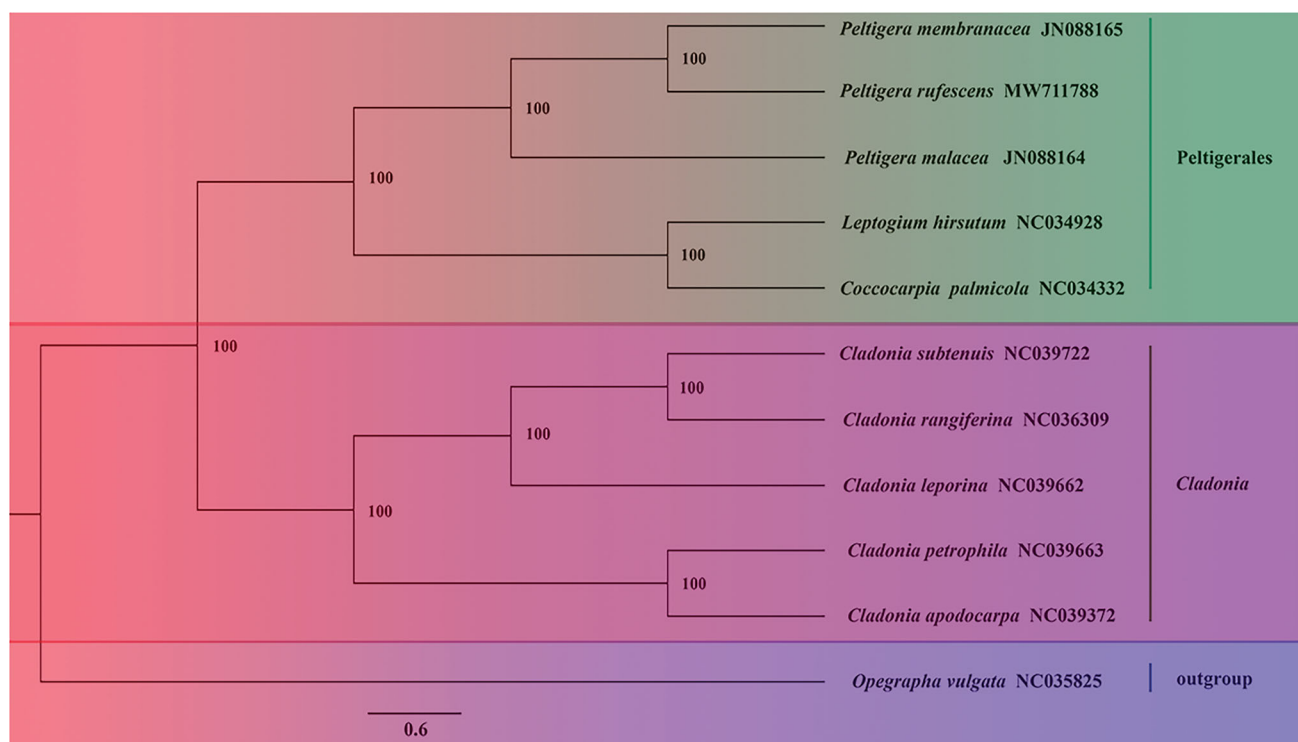 Peltigera membranacea JN088165
100
Peltigera rufescens MW711788
100
Peltigera malacea JN088164
Peltigerales
100
Leptogium hirsutum NC034928
100
Coccocarpia palmicola NC034332
100
Cladonia subtenuis NC039722
100
Cladonia rangiferina NC036309
100
Cladonia leporina NC039662
Cladonia
100
Cladonia petrophila NC039663
100
Cladonia apodocarpa NC039372
Opegrapha vulgata NC035825
outgroup
0.6